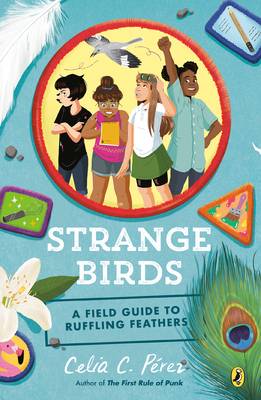 STRANGE
BIRDS
A FIELD GUIDE TO
RUFFLING FEATHERS
Celia C. Pérez
Author of The First Rule of Punk